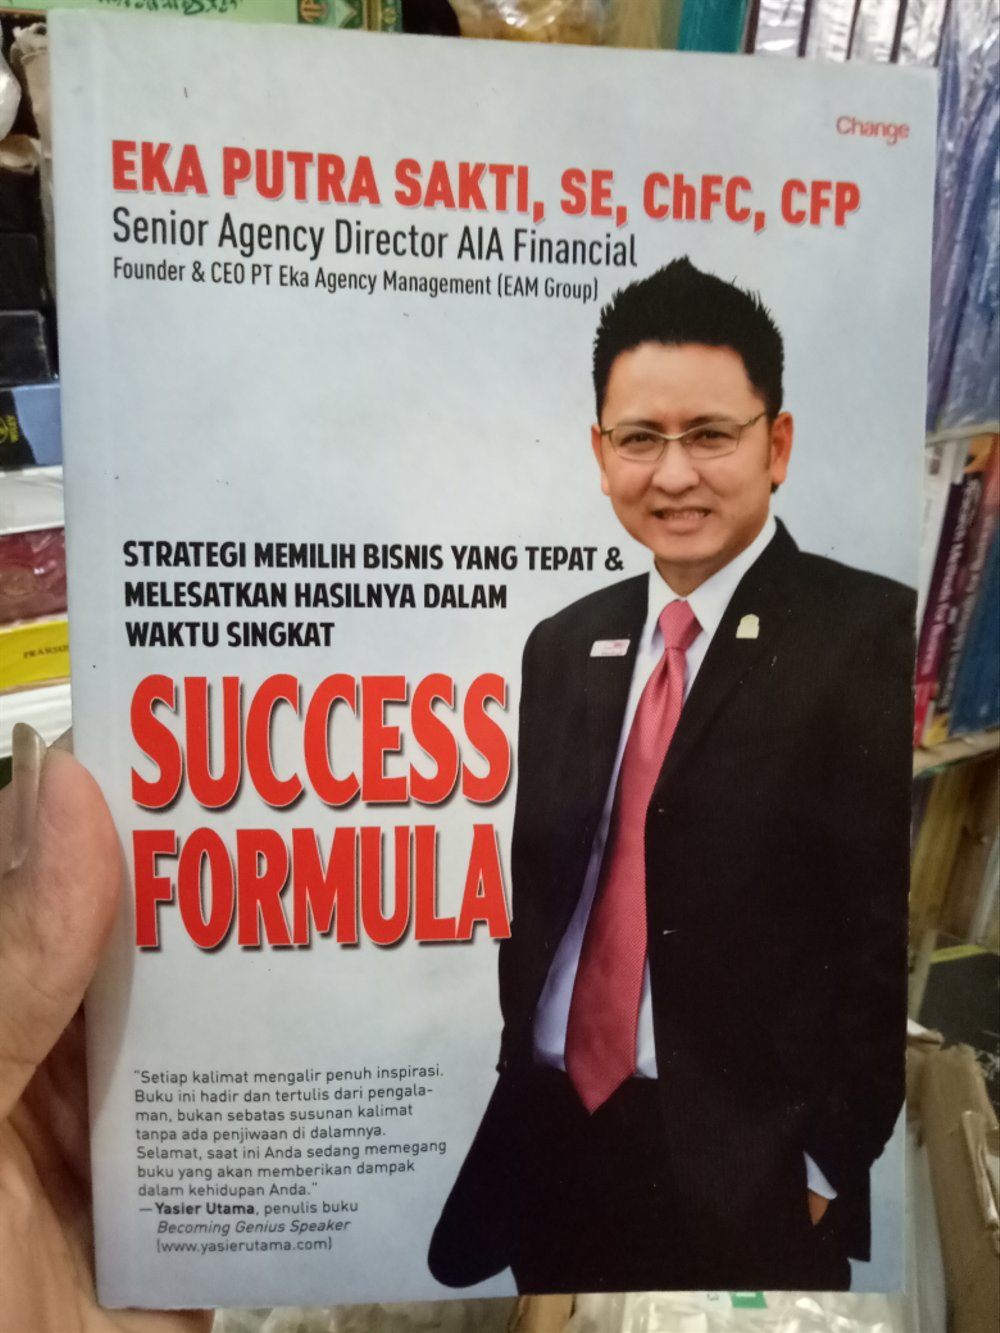 Change
EKA PUTRA SAKTI, SE, ChFC, CFP
Senior Agency Director AIA Financial
Founder & CEO PT Eka Agency Management (EAM Group)
STRATEGI MEMILIH BISNIS YANG TEPAT &
MELESATKAN HASILNYA DALAM
WAKTU SINGKAT
SUCCESS
FORMULA
"Setiap kalimat mengalir penuh inspirasi.
Buku ini hadir dan tertulis dari pengala-
man, bukan sebatas susunan kalimat
tanpa ada penjiwaan di dalamnya.
Selamat, saat ini Anda sedang memegang
buku yang akan memberikan dampak
dalam kehidupan Anda."
— Yasier Utama, penulis buku
Becoming Genius Speaker
(www.yasierutama.com)